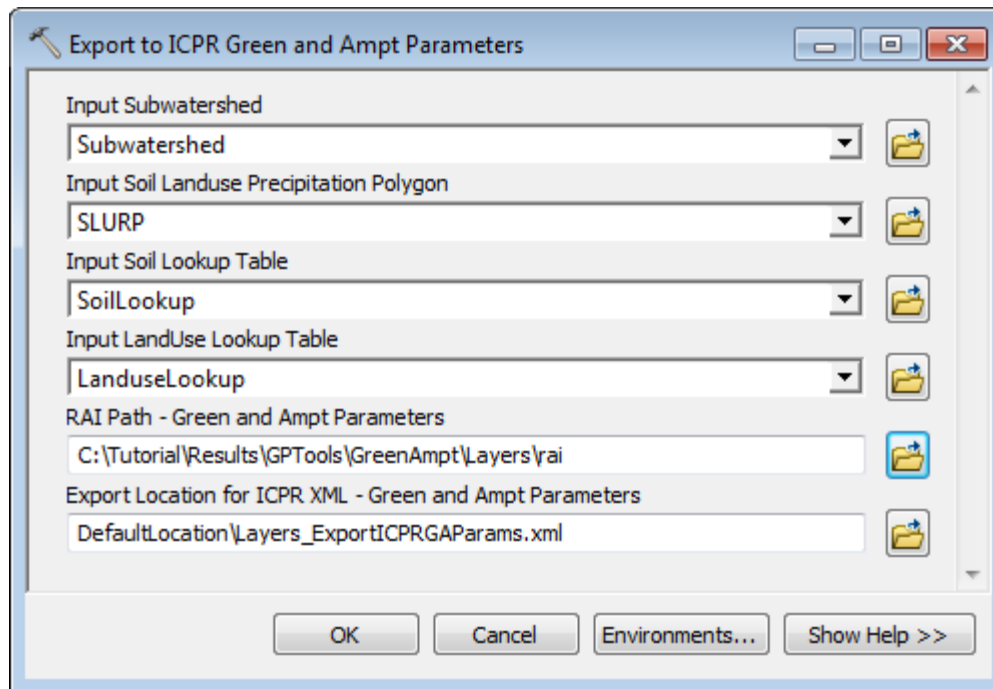 Export to ICPR Green and Ampt Parameters
Input Subwatershed
Subwatershed
Input Soil Landuse Precipitation Polygon
SLURP
Input Soil Lookup Table
SoilLookup
Input LandUse Lookup Table
LanduseLookup
RAI Path - Green and Ampt Parameters
C:\Tutorial\Results\GPTools\GreenAmpt\Layers\rai
Export Location for ICPR XML - Green and Ampt Parameters
DefaultLocation\Layers_ExportICPRGAParams.xml
OK Cancel Environments... Show Help >>